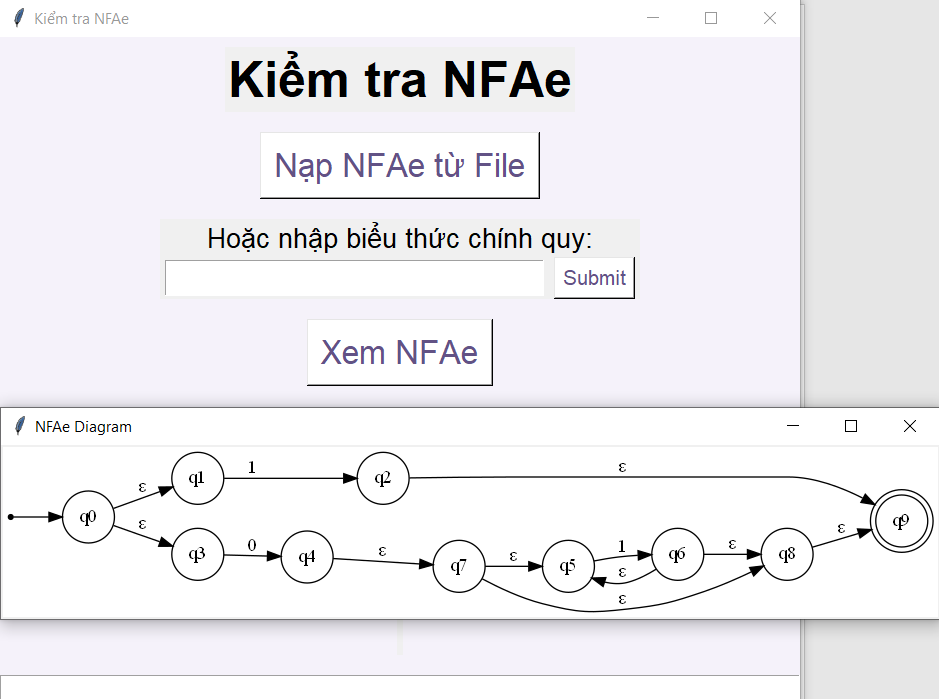 Kiểm tra NFAe
Kiểm tra NFAe
Nạp NFAe từ File
Hoặc nhập biểu thức chính quy:
Submit
Xem NFAe
NFAe Diagram
q0
ε
ε
q1
1
q2
ε
q3
0
q4
ε
q7
ε
q5
1
ε
q6
ε
q8
ε
ε
q9